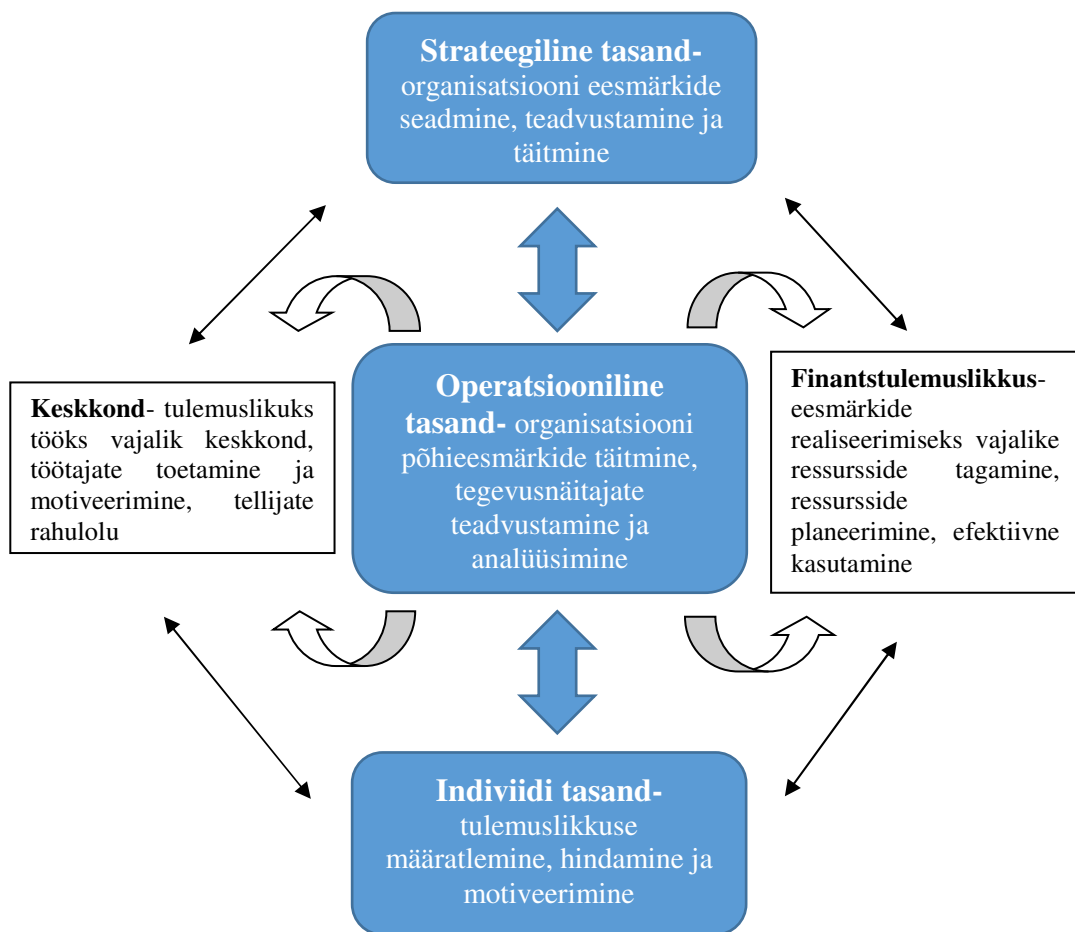 Strateegiline tasand-
organisatsiooni eesmärkide
seadmine, teadvustamine ja
täitmine
Keskkond- tulemuslikuks
tööks vajalik keskkond,
töötajate toetamine ja
motiveerimine, tellijate
rahulolu
Operatsiooniline
tasand- organisatsiooni
põhieesmärkide täitmine,
tegevusnäitajate
teadvustamine ja
analüüsimine
Finantstulemuslikkus-
eesmärkide
realiseerimiseks vajalike
ressursside tagamine,
ressursside
planeerimine, efektiivne
kasutamine
Indiviidi tasand-
tulemuslikkuse
määratlemine, hindamine ja
motiveerimine